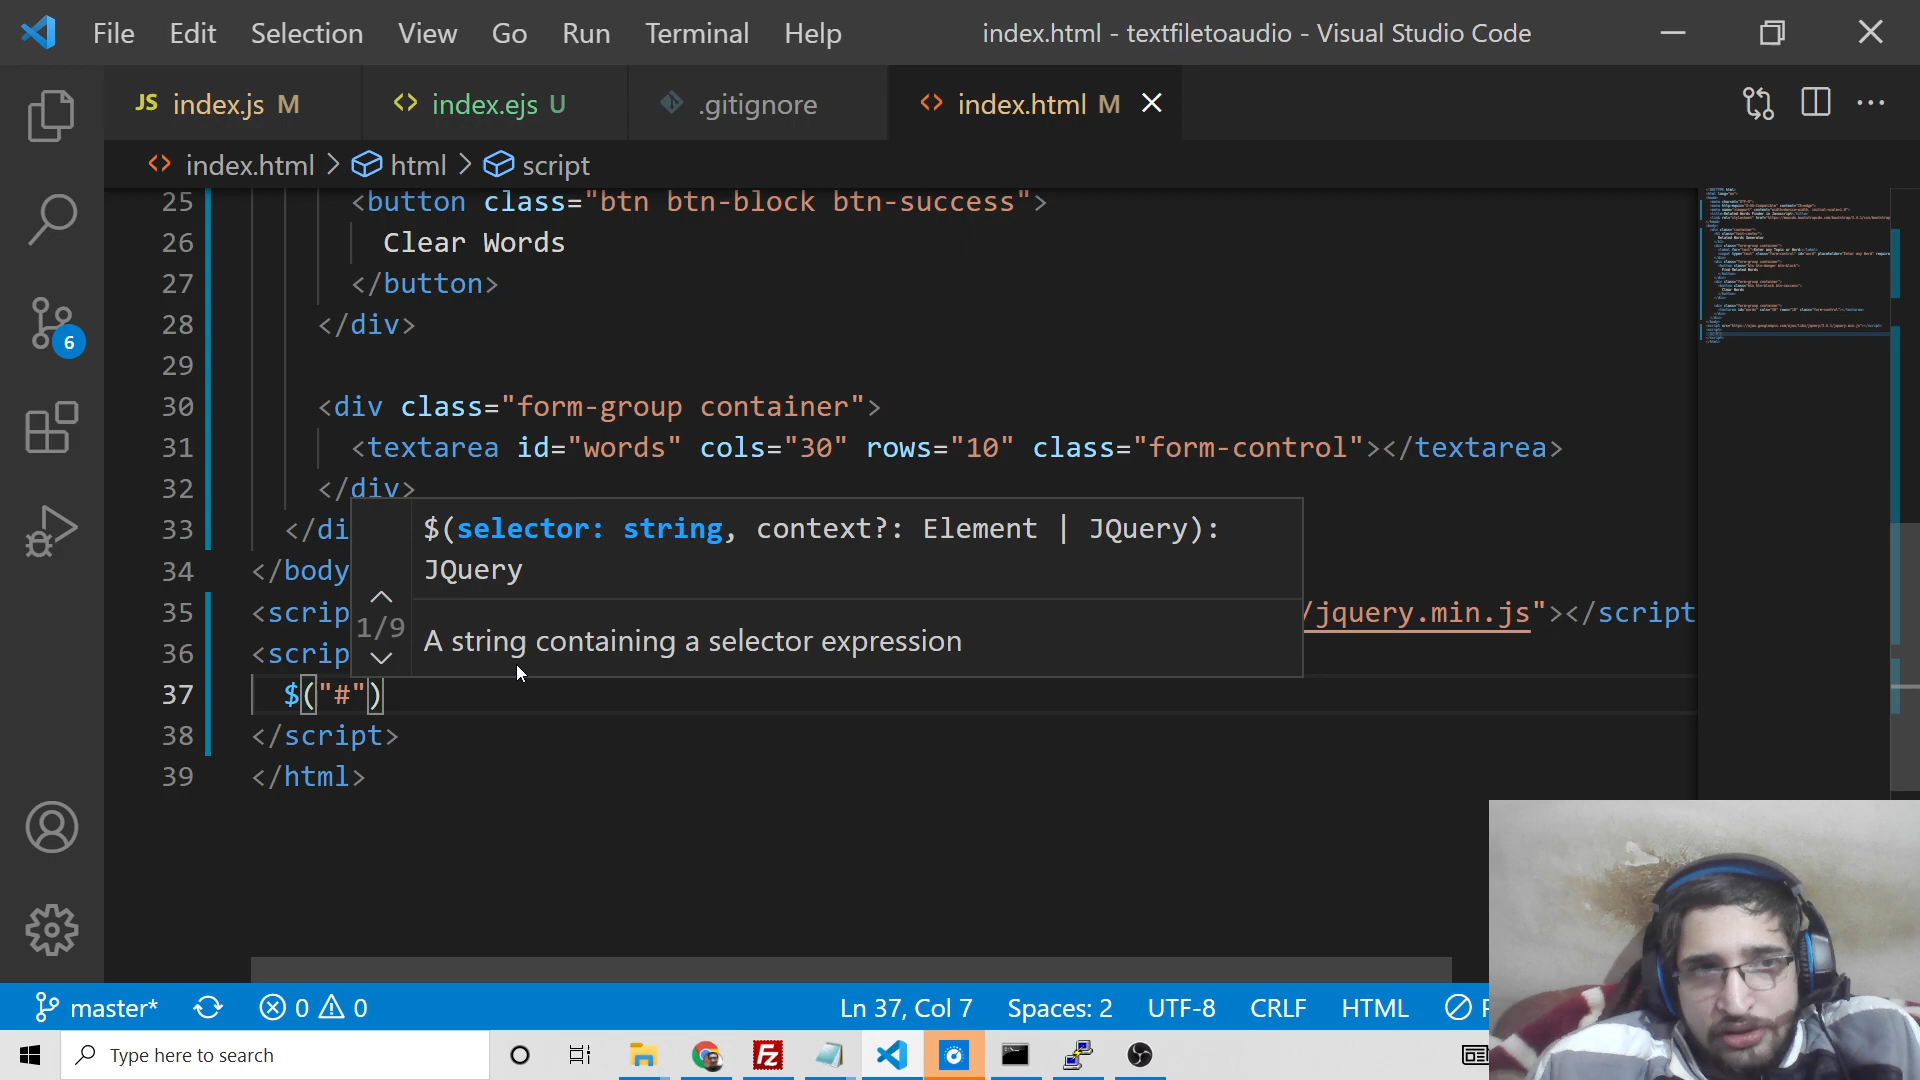 File Edit Selection View Go Run Terminal Help index.html - textfiletoaudio - Visual Studio Code
JS index.js M <> index.ejs U .gitignore <> index.html M
<> index.html > html > script
25 <button class="btn btn-block btn-success">
26 Clear Words
27 </button>
28 </div>
29
30 <div class="form-group container">
31 <textarea id="words" cols="30" rows="10" class="form-control"></textarea>
32 </div>
$(selector: string, context?: Element | JQuery):
33 </di
JQuery
34 </body
35 <scrip /jquery.min.js"></script
1/9
A string containing a selector expression
36 <scrip
37 $("#")
38 </script>
39 </html>
6
master* 0 0 Ln 37, Col 7 Spaces: 2 UTF-8 CRLF HTML
Type here to search